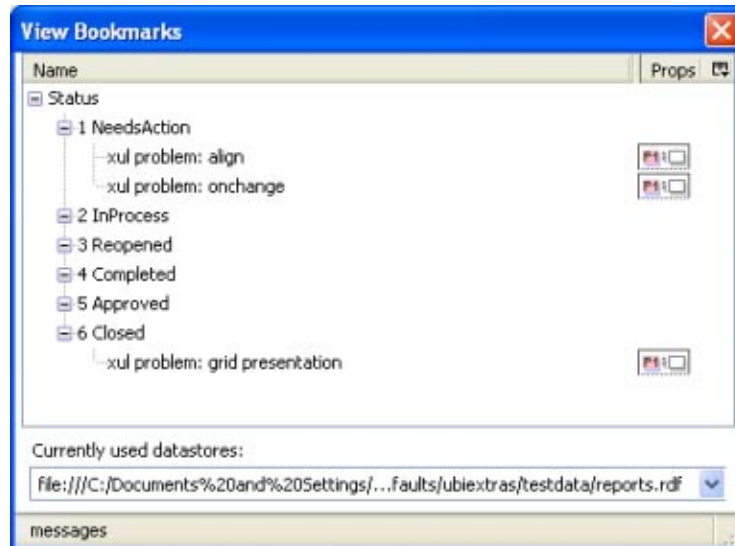 View Bookmarks
Name Props
Status
1 NeedsAction
xul problem: align
xul problem: onchange
2 InProcess
3 Reopened
4 Completed
5 Approved
6 Closed
xul problem: grid presentation
Currently used datastores:
file:///C:/Documents%20and%20Settings/...faults/ubiextras/testdata/reports.rdf
messages